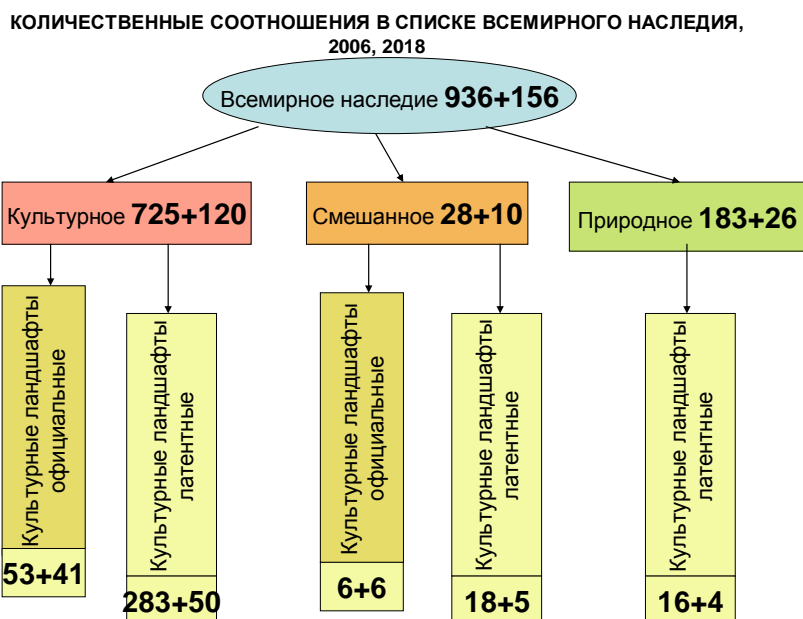 КОЛИЧЕСТВЕННЫЕ СООТНОШЕНИЯ В СПИСКЕ ВСЕМИРНОГО НАСЛЕДИЯ,
2006, 2018
Всемирное наследие 936+156
Культурное 725+120
Смешанное 28+10
Природное 183+26
Культурные ландшафты
официальные
53+41
Культурные ландшафты
латентные
283+50
Культурные ландшафты
официальные
6+6
Культурные ландшафты
латентные
18+5
Культурные ландшафты
латентные
16+4